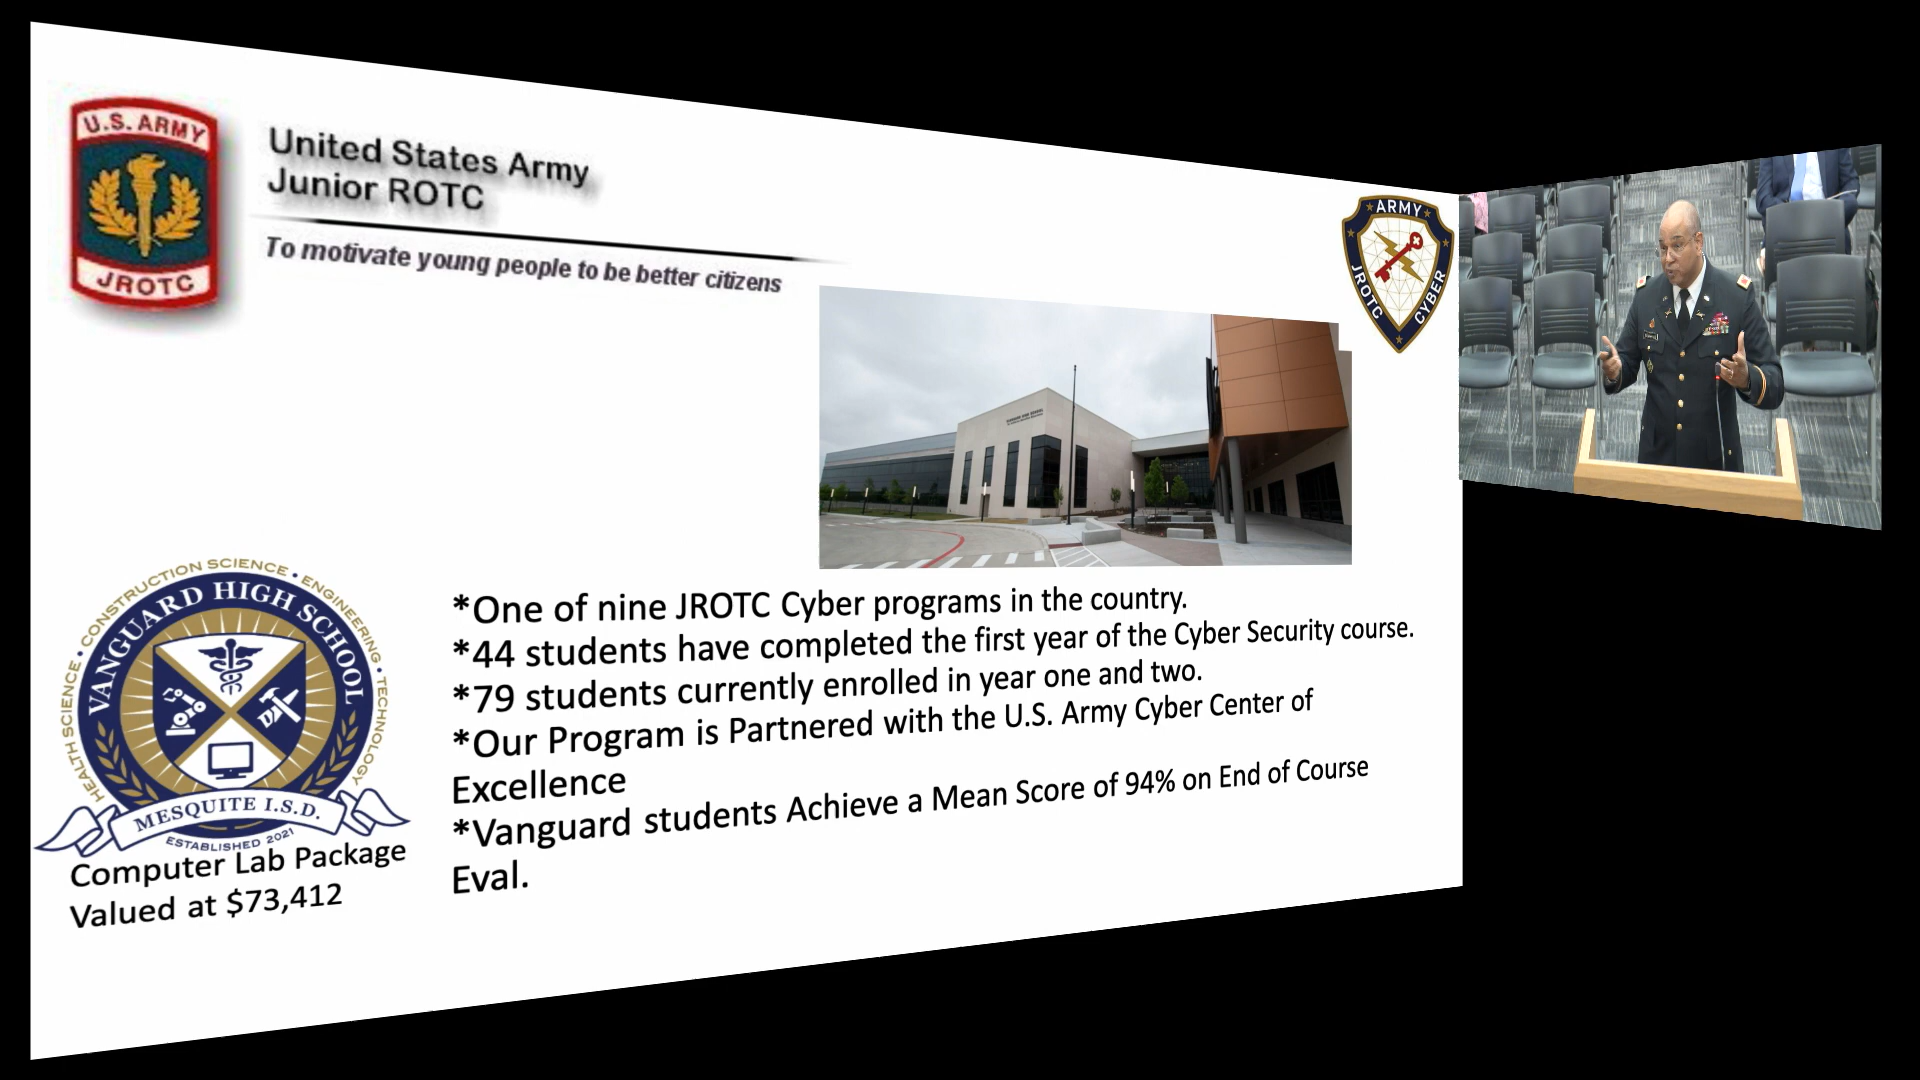 U.S. ARMY
JROTC
United States Army
Junior ROTC
To motivate young people to be better citizens
ARMY
JROTC CYBER
HEALTH SCIENCE • CONSTRUCTION SCIENCE • ENGINEERING • TECHNOLOGY
VANGUARD HIGH SCHOOL
MESQUITE I.S.D.
ESTABLISHED 2021
Computer Lab Package
Valued at $73,412
*One of nine JROTC Cyber programs in the country.
*44 students have completed the first year of the Cyber Security course.
*79 students currently enrolled in year one and two.
*Our Program is Partnered with the U.S. Army Cyber Center of
Excellence
*Vanguard students Achieve a Mean Score of 94% on End of Course
Eval.